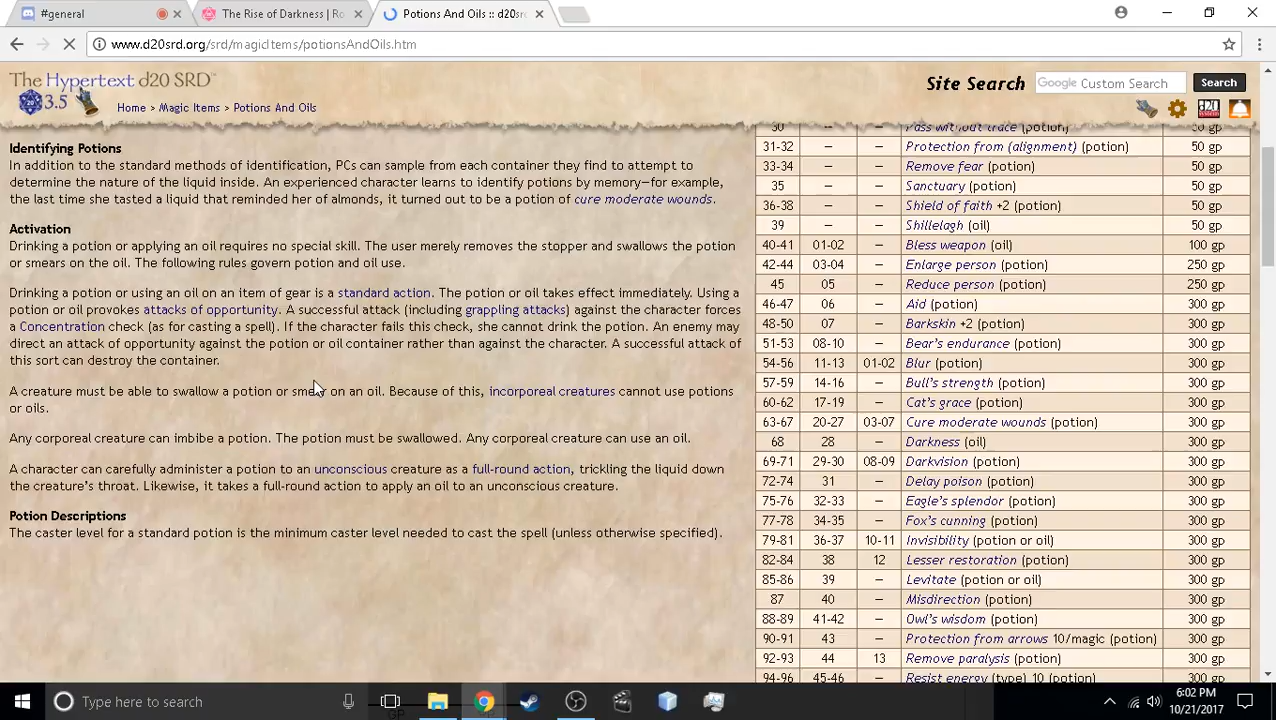 #general
The Rise of Darkness | Ro
Potions And Oils :: d20sr
www.d20srd.org/srd/magicItems/potionsAndOils.htm
The Hypertext d20 SRD™
3.5
Home > Magic Items > Potions And Oils
Site Search
Google Custom Search
Search
Identifying Potions
In addition to the standard methods of identification, PCs can sample from each container they find to attempt to
determine the nature of the liquid inside. An experienced character learns to identify potions by memory—for example,
the last time she tasted a liquid that reminded her of almonds, it turned out to be a potion of cure moderate wounds.
Activation
Drinking a potion or applying an oil requires no special skill. The user merely removes the stopper and swallows the potion
or smears on the oil. The following rules govern potion and oil use.
Drinking a potion or using an oil on an item of gear is a standard action. The potion or oil takes effect immediately. Using a
potion or oil provokes attacks of opportunity. A successful attack (including grappling attacks) against the character forces
a Concentration check (as for casting a spell). If the character fails this check, she cannot drink the potion. An enemy may
direct an attack of opportunity against the potion or oil container rather than against the character. A successful attack of
this sort can destroy the container.
A creature must be able to swallow a potion or smear on an oil. Because of this, incorporeal creatures cannot use potions
or oils.
Any corporeal creature can imbibe a potion. The potion must be swallowed. Any corporeal creature can use an oil.
A character can carefully administer a potion to an unconscious creature as a full-round action, trickling the liquid down
the creature's throat. Likewise, it takes a full-round action to apply an oil to an unconscious creature.
Potion Descriptions
The caster level for a standard potion is the minimum caster level needed to cast the spell (unless otherwise specified).
30 — — Pass without trace (potion) 50 gp
31-32 — — Protection from (alignment) (potion) 50 gp
33-34 — — Remove fear (potion) 50 gp
35 — — Sanctuary (potion) 50 gp
36-38 — — Shield of faith +2 (potion) 50 gp
39 — — Shillelagh (oil) 50 gp
40-41 01-02 — Bless weapon (oil) 100 gp
42-44 03-04 — Enlarge person (potion) 250 gp
45 05 — Reduce person (potion) 250 gp
46-47 06 — Aid (potion) 300 gp
48-50 07 — Barkskin +2 (potion) 300 gp
51-53 08-10 — Bear's endurance (potion) 300 gp
54-56 11-13 01-02 Blur (potion) 300 gp
57-59 14-16 — Bull's strength (potion) 300 gp
60-62 17-19 — Cat's grace (potion) 300 gp
63-67 20-27 03-07 Cure moderate wounds (potion) 300 gp
68 28 — Darkness (oil) 300 gp
69-71 29-30 08-09 Darkvision (potion) 300 gp
72-74 31 — Delay poison (potion) 300 gp
75-76 32-33 — Eagle's splendor (potion) 300 gp
77-78 34-35 — Fox's cunning (potion) 300 gp
79-81 36-37 10-11 Invisibility (potion or oil) 300 gp
82-84 38 12 Lesser restoration (potion) 300 gp
85-86 39 — Levitate (potion or oil) 300 gp
87 40 — Misdirection (potion) 300 gp
88-89 41-42 — Owl's wisdom (potion) 300 gp
90-91 43 — Protection from arrows 10/magic (potion) 300 gp
92-93 44 13 Remove paralysis (potion) 300 gp
94-96 45-46 — Resist energy (type) 10 (potion) 300 gp
Type here to search
6:02 PM
10/21/2017